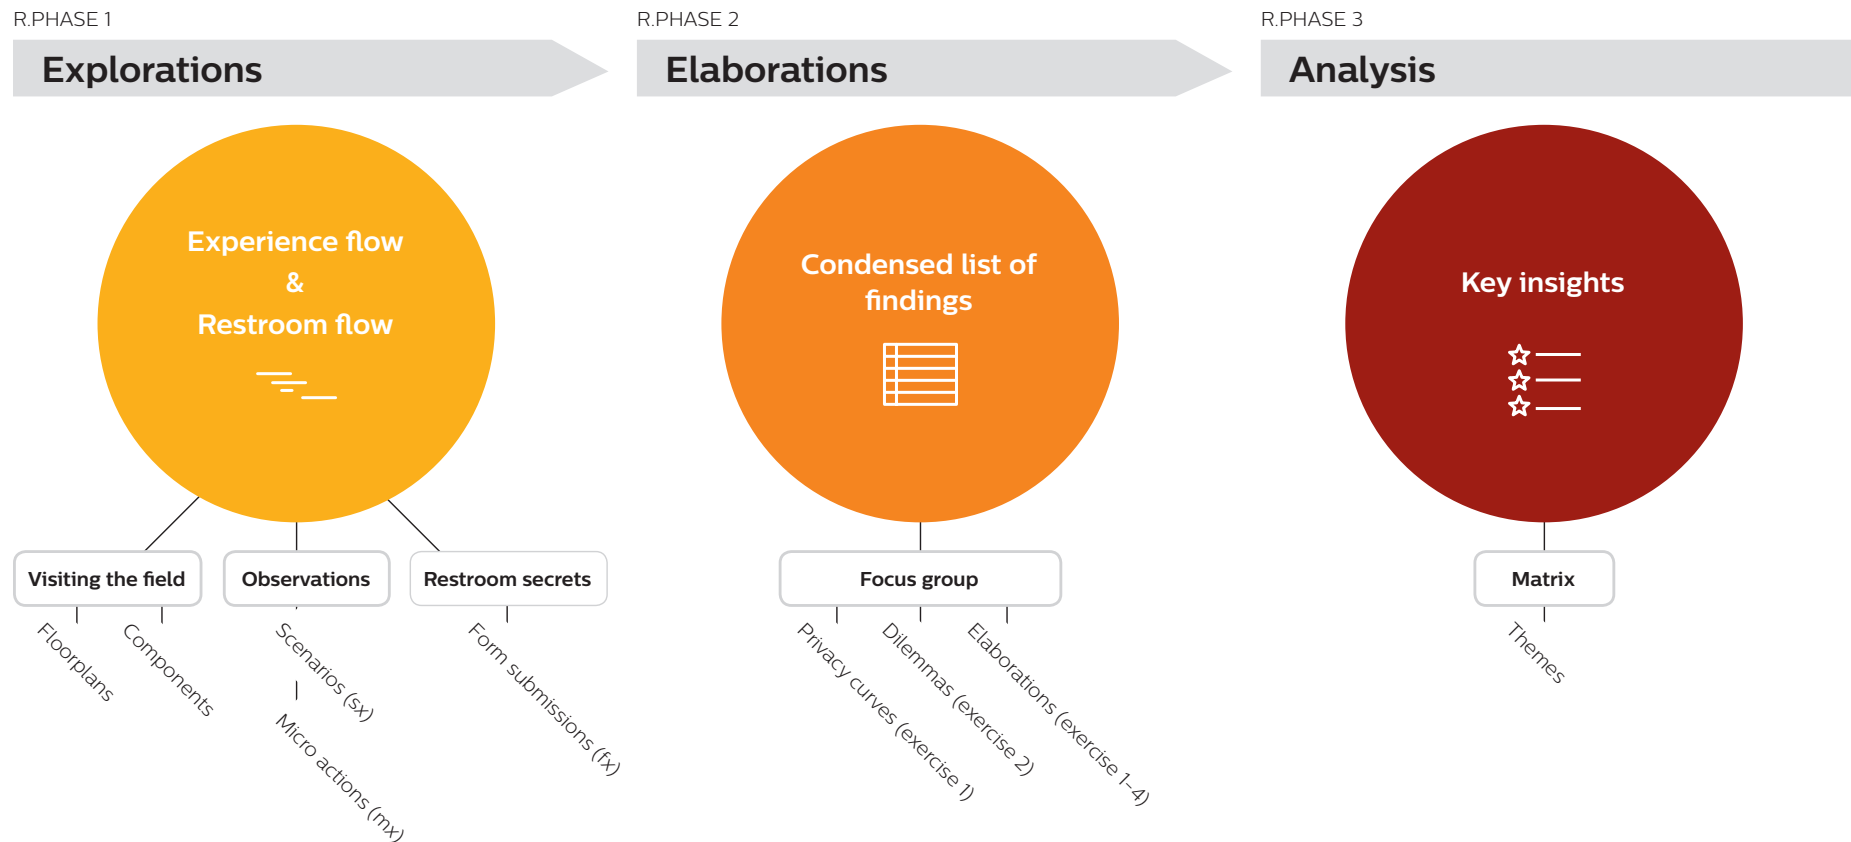 R.PHASE 1
Explorations
Experience flow
&
Restroom flow
Visiting the field
Floorplans
Components
Observations
Scenarios (sx)
Micro actions (mx)
Restroom secrets
Form submissions (fx)
R.PHASE 2
Elaborations
Condensed list of
findings
Focus group
Privacy curves (exercise 1)
Dilemmas (exercise 2)
Elaborations (exercise 1-4)
R.PHASE 3
Analysis
Key insights
Matrix
Themes